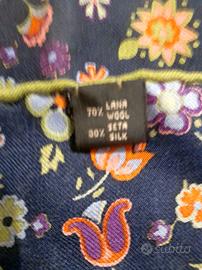 70% LANA
WOOL
30% SETA
SILK
subito